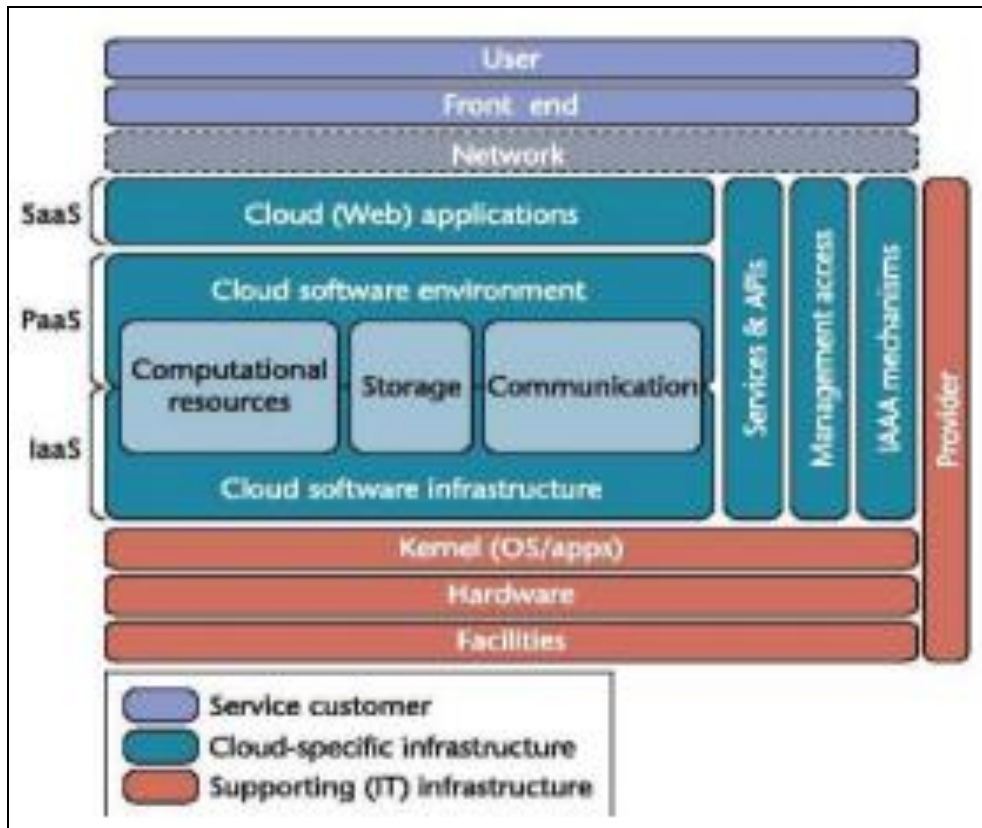 User
Front end
Network
SaaS
Cloud (Web) applications
PaaS
Cloud software environment
Computational
resources
Storage
Communication
IaaS
Cloud software infrastructure
Services & APIs
Management access
IAAA mechanisms
Provider
Kernel (OS/apps)
Hardware
Facilities
Service customer
Cloud-specific infrastructure
Supporting (IT) infrastructure